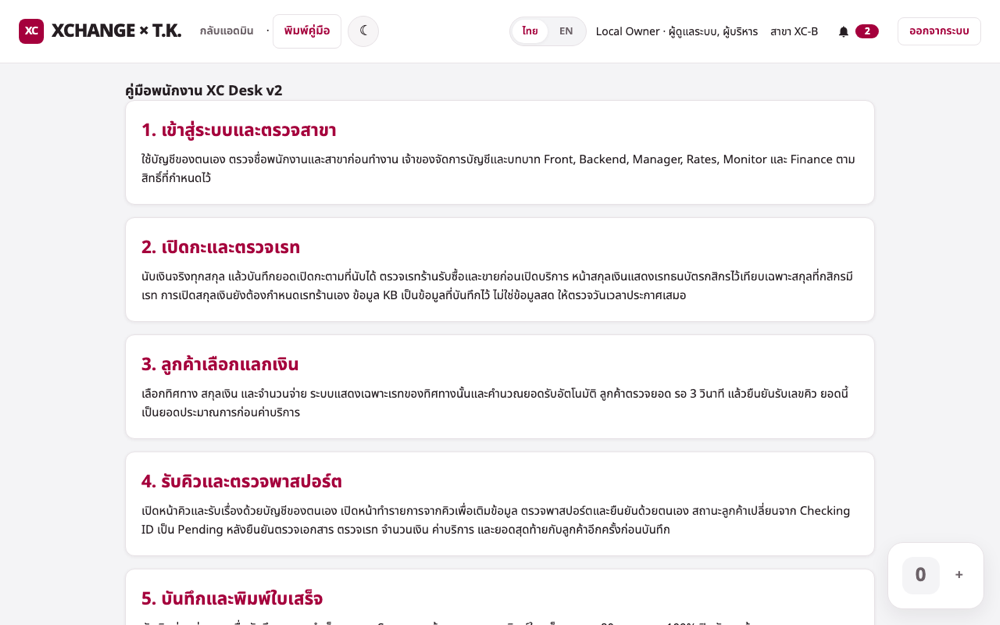 XC XCHANGE × T.K. กลับแอดมิน · พิมพ์คู่มือ ไทย EN Local Owner · ผู้ดูแลระบบ, ผู้บริหาร สาขา XC-B 2 ออกจากระบบ
คู่มือพนักงาน XC Desk v2
1. เข้าสู่ระบบและตรวจสาขา
ใช้บัญชีของตนเอง ตรวจชื่อพนักงานและสาขาก่อนทำงาน เจ้าของจัดการบัญชีและบทบาท Front, Backend, Manager, Rates, Monitor และ Finance ตาม
สิทธิ์ที่กำหนดไว้
2. เปิดกะและตรวจเรท
นับเงินจริงทุกสกุล แล้วบันทึกยอดเปิดกะตามที่นับได้ ตรวจเรทร้านรับซื้อและขายก่อนเปิดบริการ หน้าสกุลเงินแสดงเรทธนบัตรกสิกรไว้เทียบเฉพาะสกุลที่กสิกรมี
เรท การเปิดสกุลเงินยังต้องกำหนดเรทร้านเอง ข้อมูล KB เป็นข้อมูลที่บันทึกไว้ ไม่ใช่ข้อมูลสด ให้ตรวจวันเวลาประกาศเสมอ
3. ลูกค้าเลือกแลกเงิน
เลือกทิศทาง สกุลเงิน และจำนวนจ่าย ระบบแสดงเฉพาะเรทของทิศทางนั้นและคำนวณยอดรับอัตโนมัติ ลูกค้าตรวจยอด รอ 3 วินาที แล้วยืนยันรับเลขคิว ยอดนี้
เป็นยอดประมาณการก่อนค่าบริการ
4. รับคิวและตรวจพาสปอร์ต
เปิดหน้าคิวและรับเรื่องด้วยบัญชีของตนเอง เปิดหน้าทำรายการจากคิวเพื่อเติมข้อมูล ตรวจพาสปอร์ตและยืนยันด้วยตนเอง สถานะลูกค้าเปลี่ยนจาก Checking
ID เป็น Pending หลังยืนยันตรวจเอกสาร ตรวจเรท จำนวนเงิน ค่าบริการ และยอดสุดท้ายกับลูกค้าอีกครั้งก่อนบันทึก
0 +
5. บันทึกและพิมพ์ใบเสร็จ